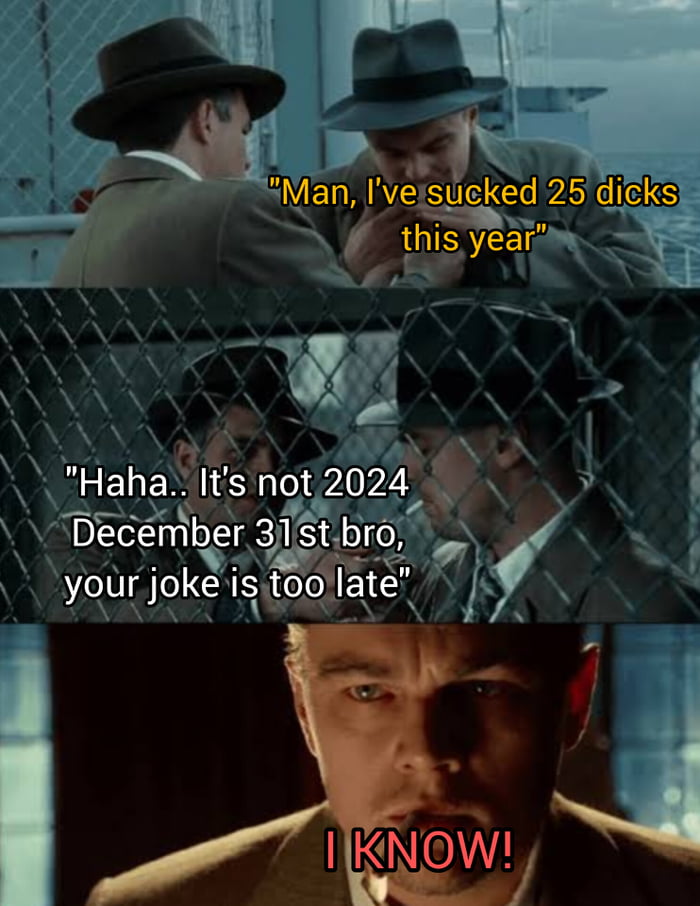 "Man, I've sucked 25 dicks
this year"
"Haha.. It's not 2024
December 31st bro,
your joke is too late"
I KNOW!